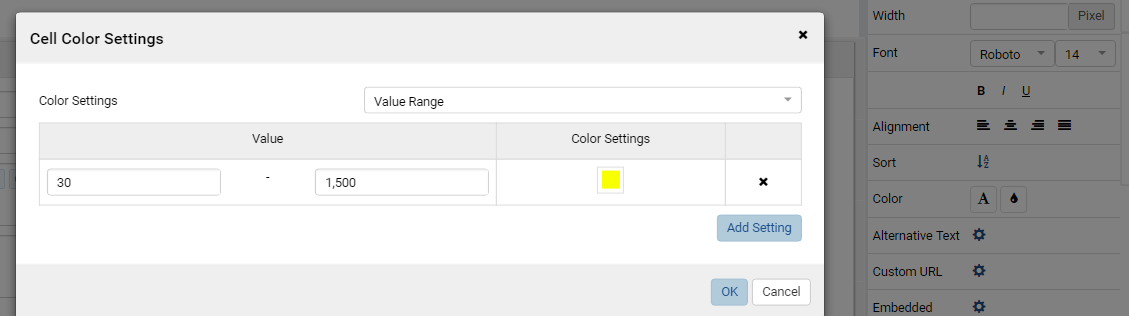 Cell Color Settings
Color Settings
Value Range
Value
Color Settings
30
-
1,500
Add Setting
OK
Cancel
Width
Pixel
Font
Roboto
14
B I U
Alignment
Sort
Color
A
Alternative Text
Custom URL
Embedded